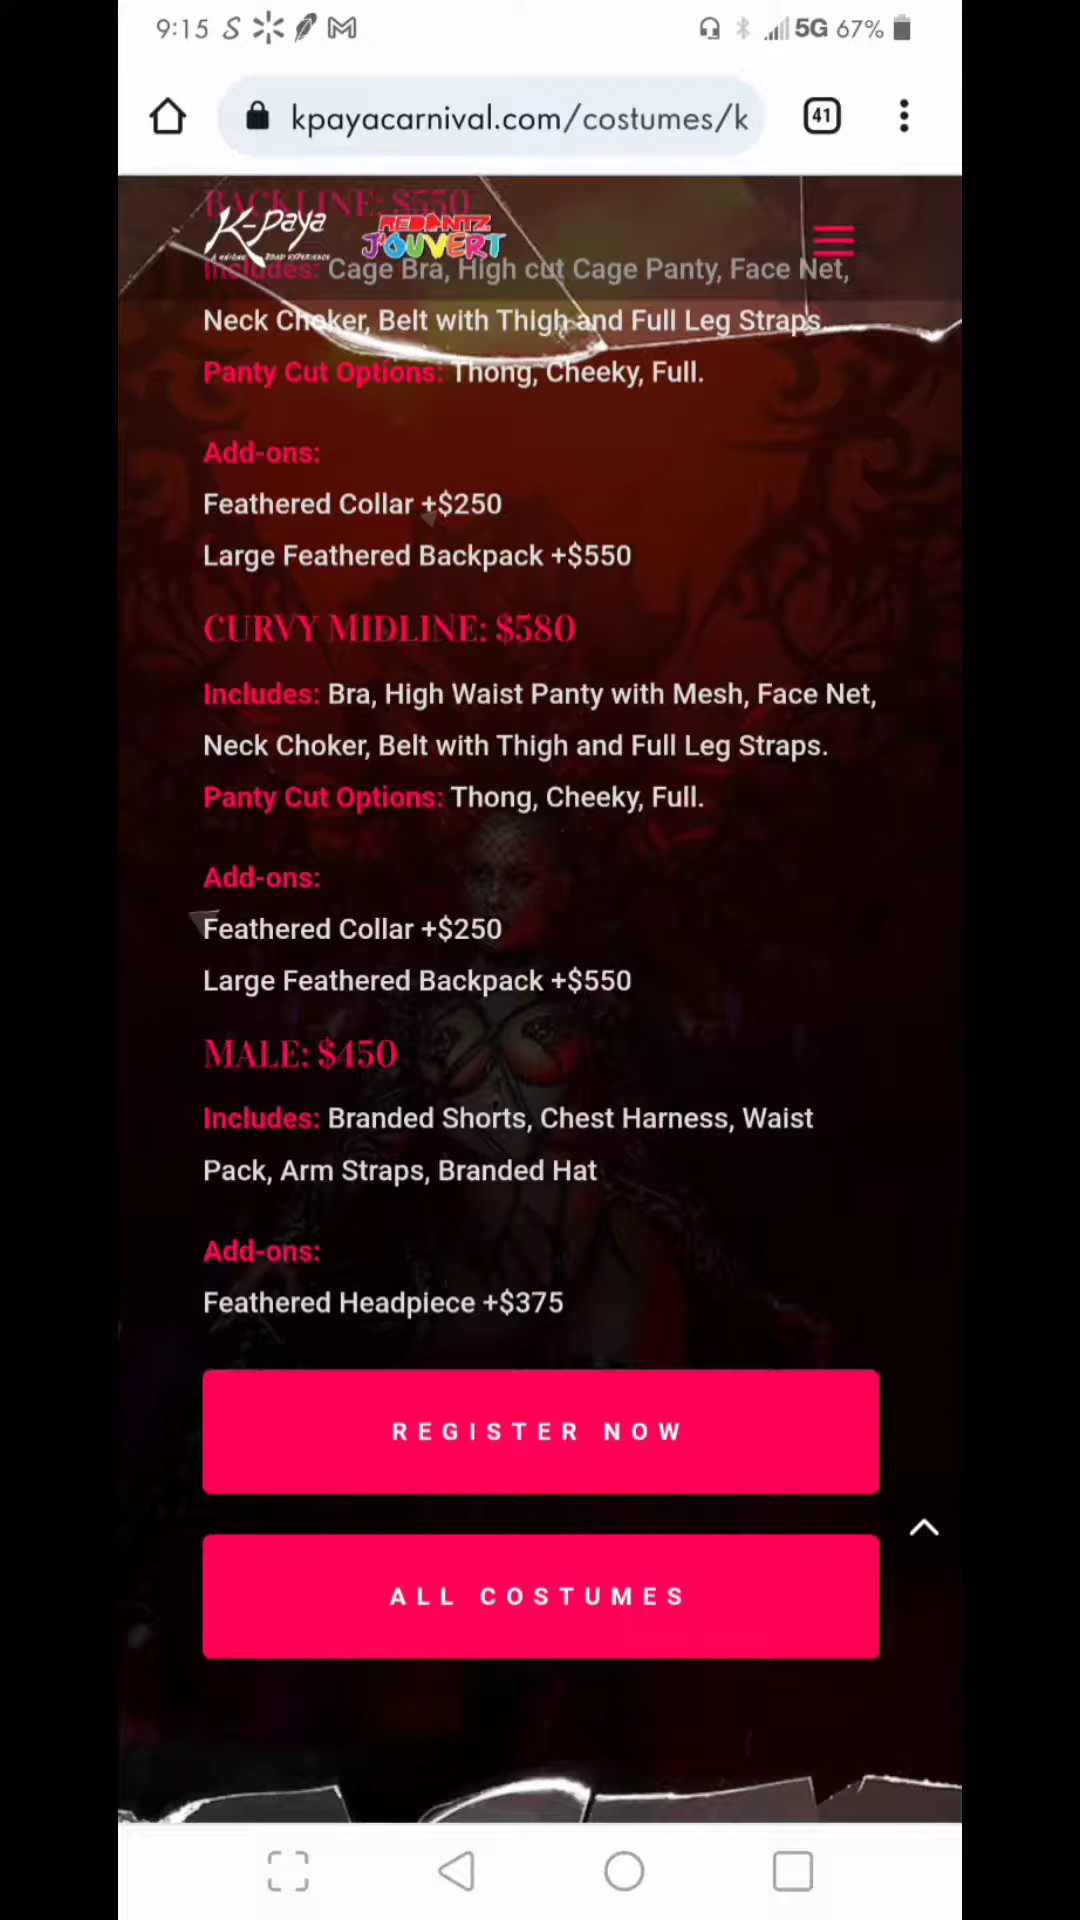 9:15
5G 67%
kpayacarnival.com/costumes/k
41
BACKLINE: $550
K-Paya
REDANTZ
J'OUVERT
Includes: Cage Bra, High cut Cage Panty, Face Net,
Neck Choker, Belt with Thigh and Full Leg Straps.
Panty Cut Options: Thong, Cheeky, Full.
Add-ons:
Feathered Collar +$250
Large Feathered Backpack +$550
CURVY MIDLINE: $580
Includes: Bra, High Waist Panty with Mesh, Face Net,
Neck Choker, Belt with Thigh and Full Leg Straps.
Panty Cut Options: Thong, Cheeky, Full.
Add-ons:
Feathered Collar +$250
Large Feathered Backpack +$550
MALE: $450
Includes: Branded Shorts, Chest Harness, Waist
Pack, Arm Straps, Branded Hat
Add-ons:
Feathered Headpiece +$375
REGISTER NOW
ALL COSTUMES